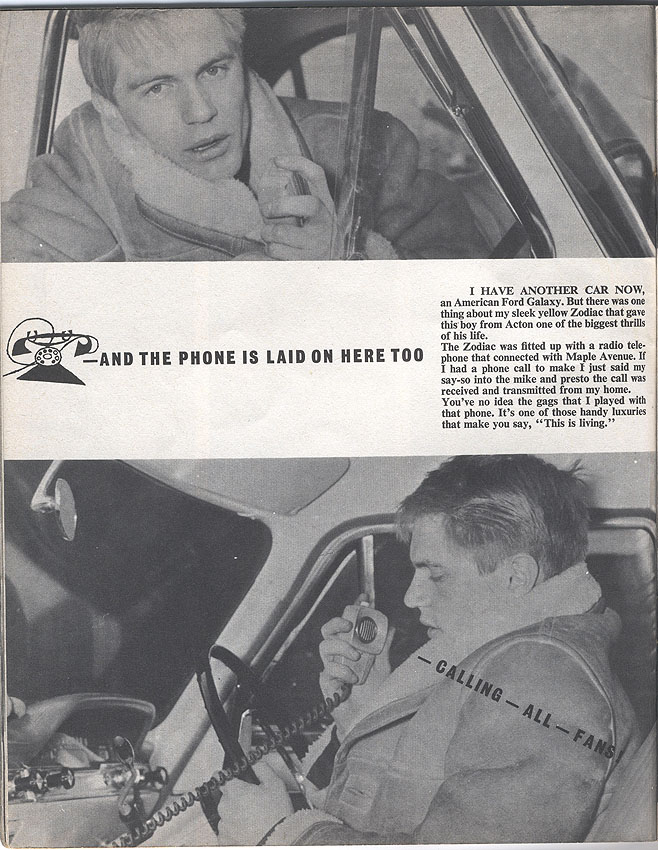 I HAVE ANOTHER CAR NOW,
an American Ford Galaxy. But there was one
thing about my sleek yellow Zodiac that gave
this boy from Acton one of the biggest thrills
of his life.
The Zodiac was fitted up with a radio tele-
phone that connected with Maple Avenue. If
I had a phone call to make I just said my
say-so into the mike and presto the call was
received and transmitted from my home.
You've no idea the gags that I played with
that phone. It's one of those handy luxuries
that make you say, “This is living.”
—AND THE PHONE IS LAID ON HERE TOO
—CALLING—ALL—FANS!